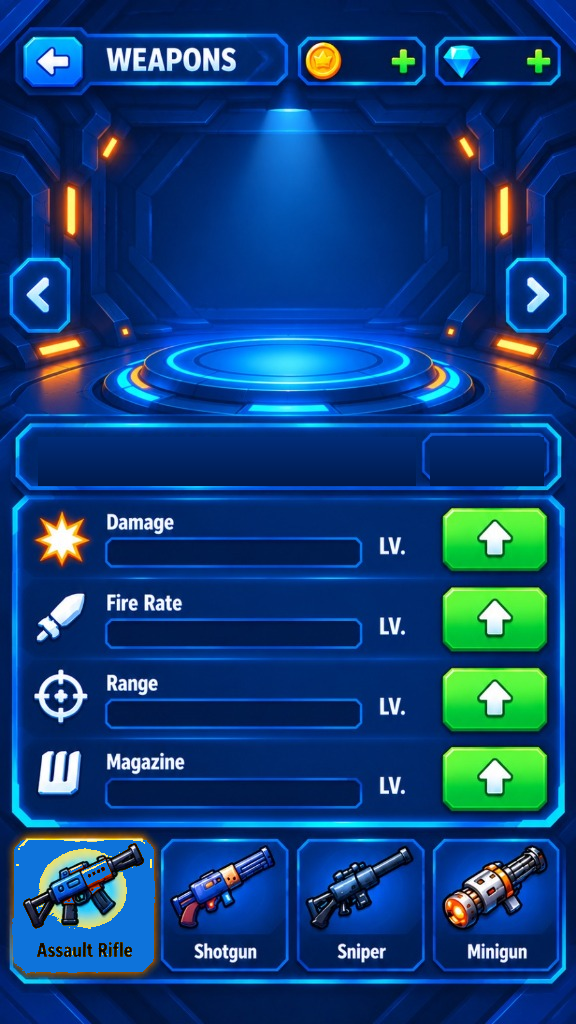 WEAPONS
Damage
LV.
Fire Rate
LV.
Range
LV.
Magazine
LV.
Assault Rifle
Shotgun
Sniper
Minigun